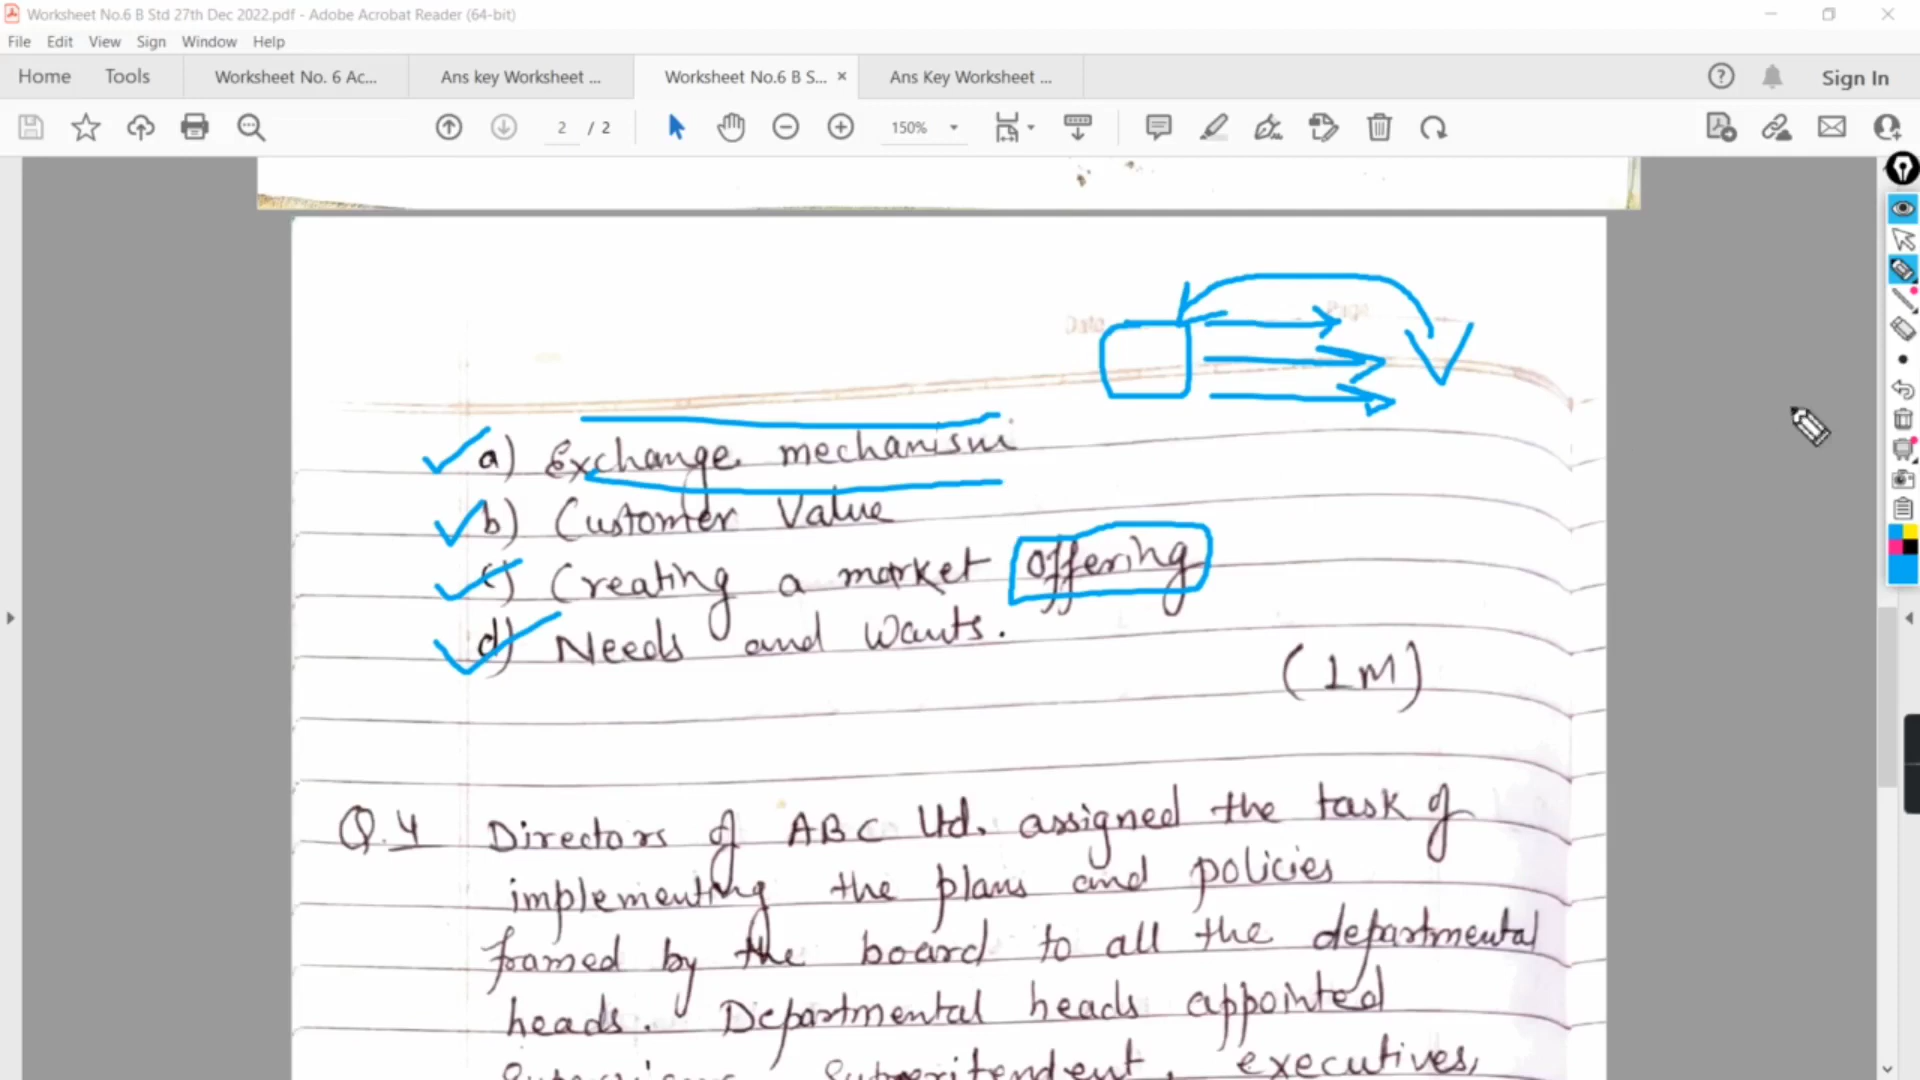 Worksheet No.6 B Std 27th Dec 2022.pdf - Adobe Acrobat Reader (64-bit)
File Edit View Sign Window Help
Home Tools Worksheet No. 6 Ac... Ans key Worksheet ... Worksheet No.6 B S... × Ans Key Worksheet ... Sign In
2 / 2 150%
Date Page
a) Exchange mechanism
b) Customer Value
c) Creating a market offering
d) Needs and Wants.
(1M)
Q.4 Directors of ABC Ltd. assigned the task of
implementing the plans and policies
framed by the board to all the departmental
heads. Departmental heads appointed
executives,